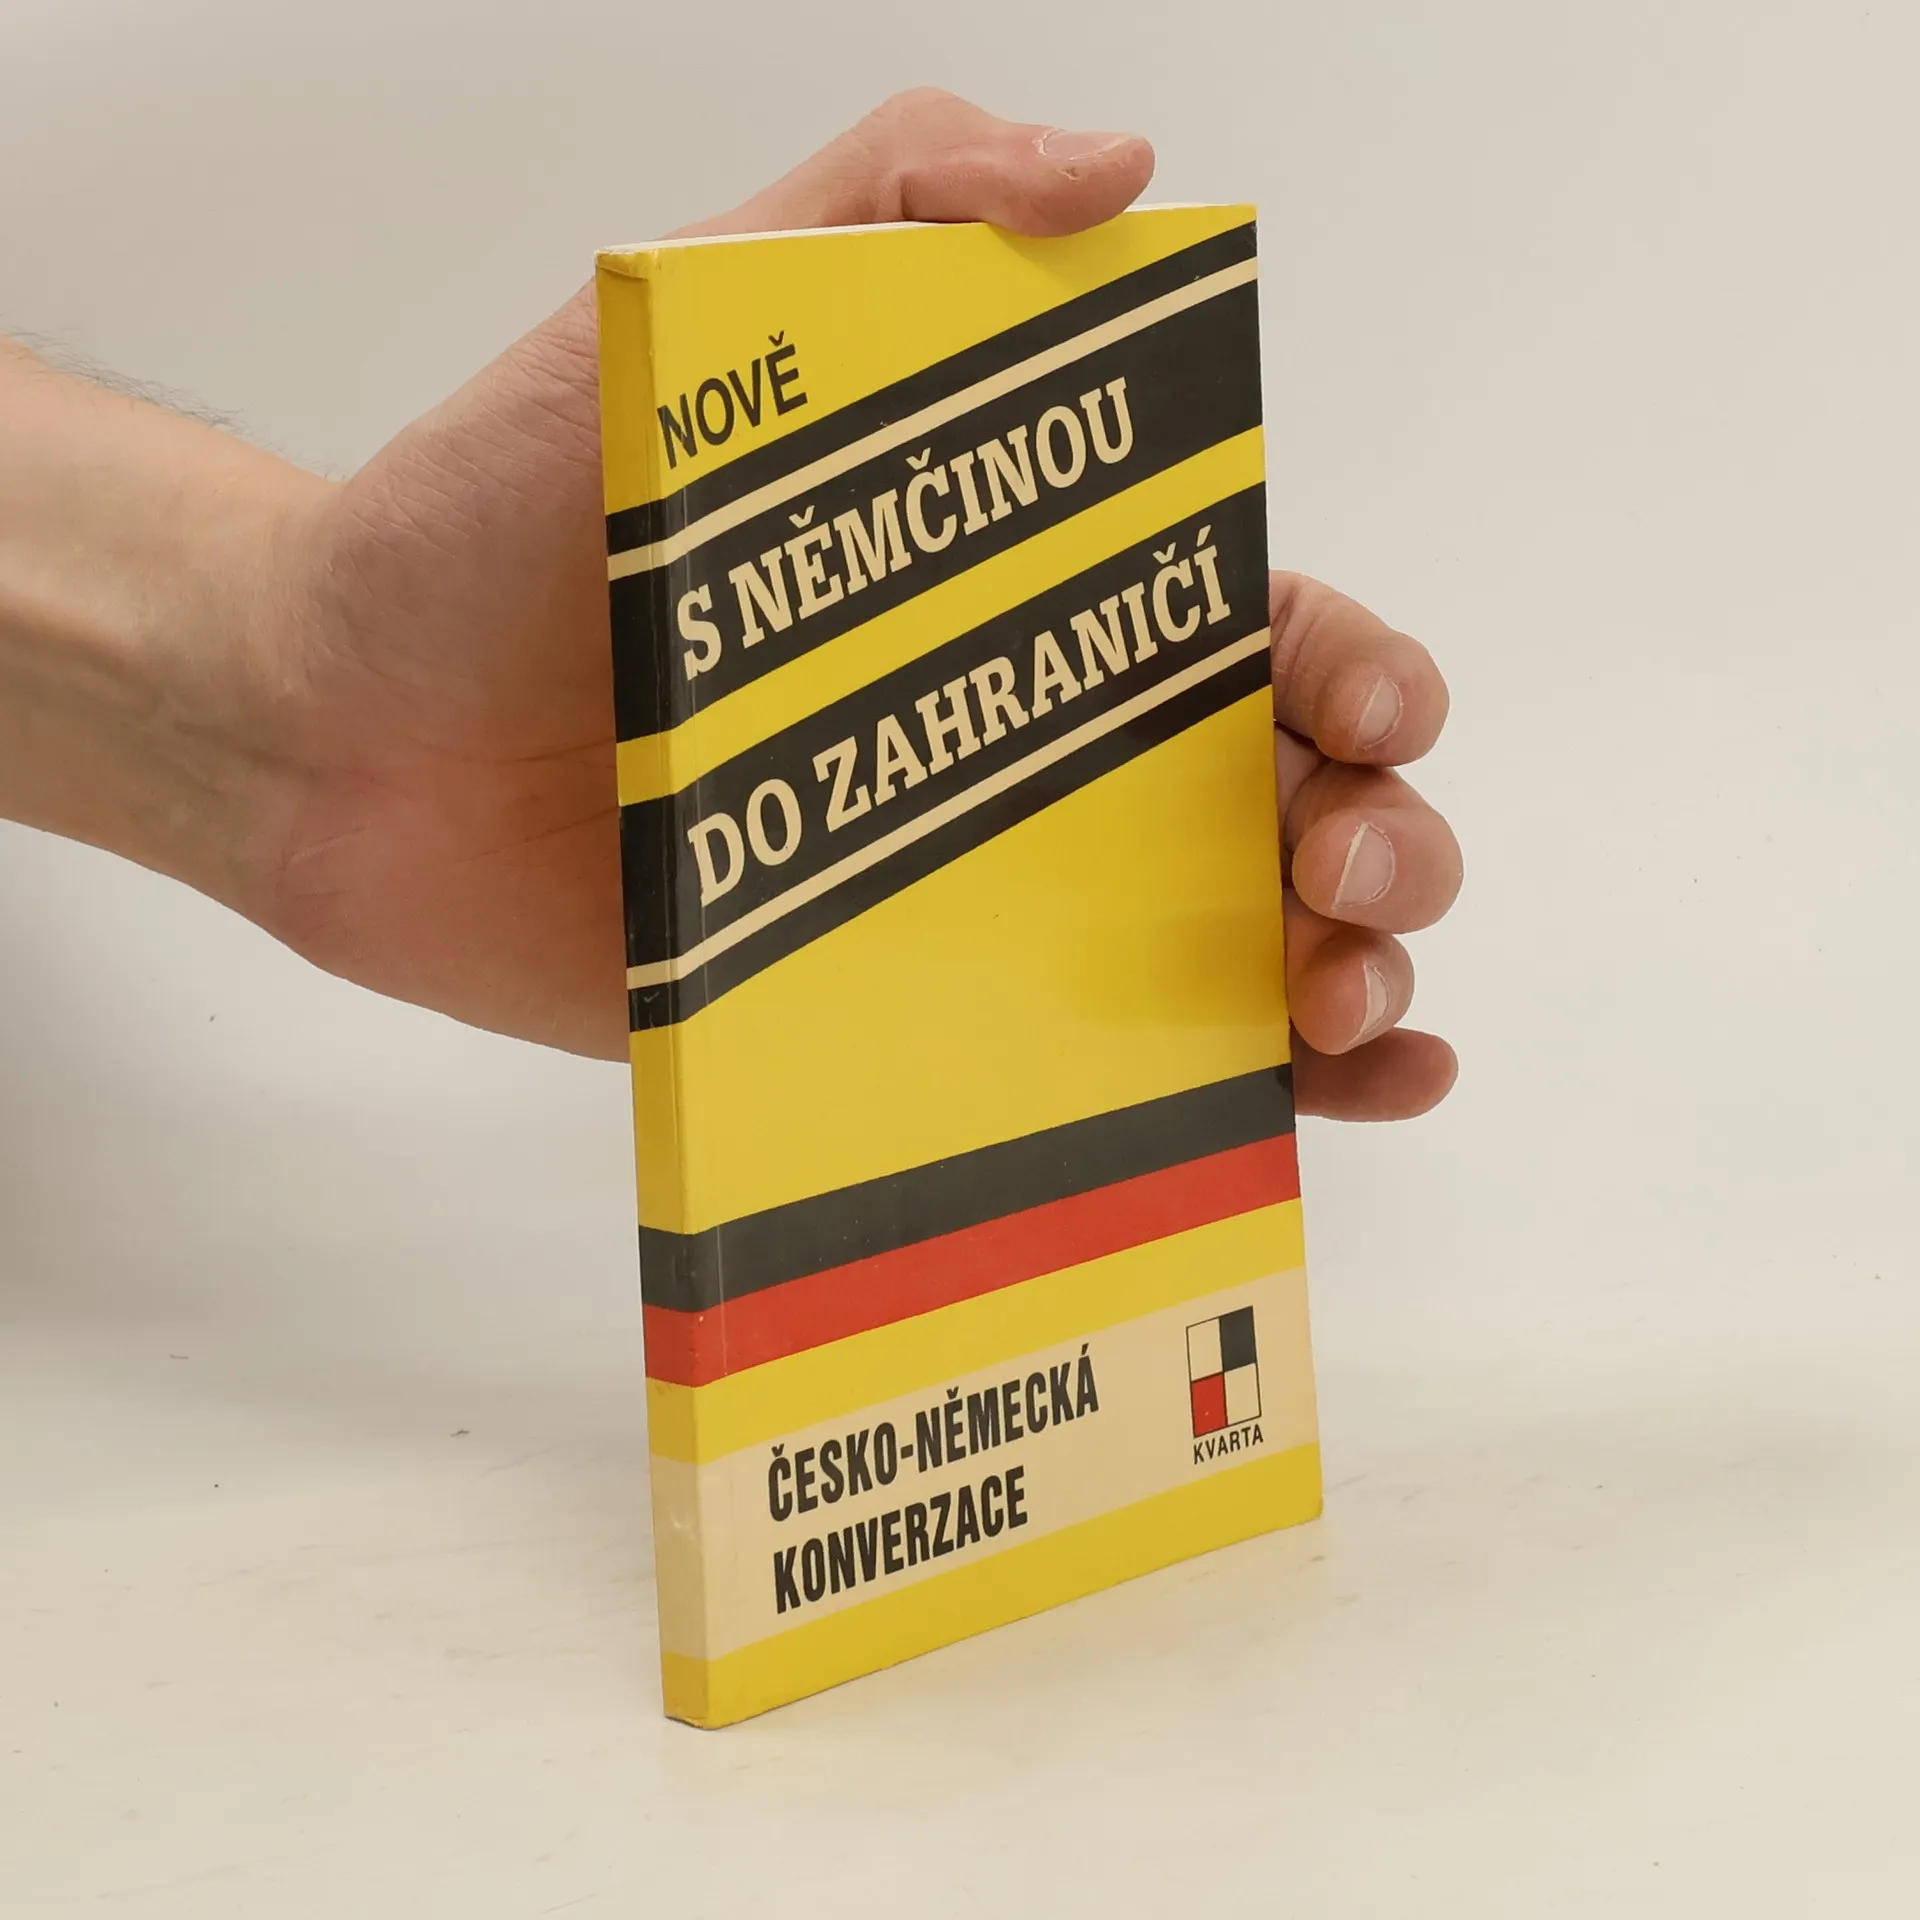 NOVĚ
S NĚMČINOU
DO ZAHRANIČÍ
ČESKO-NĚMECKÁ
KONVERZACE
KVARTA